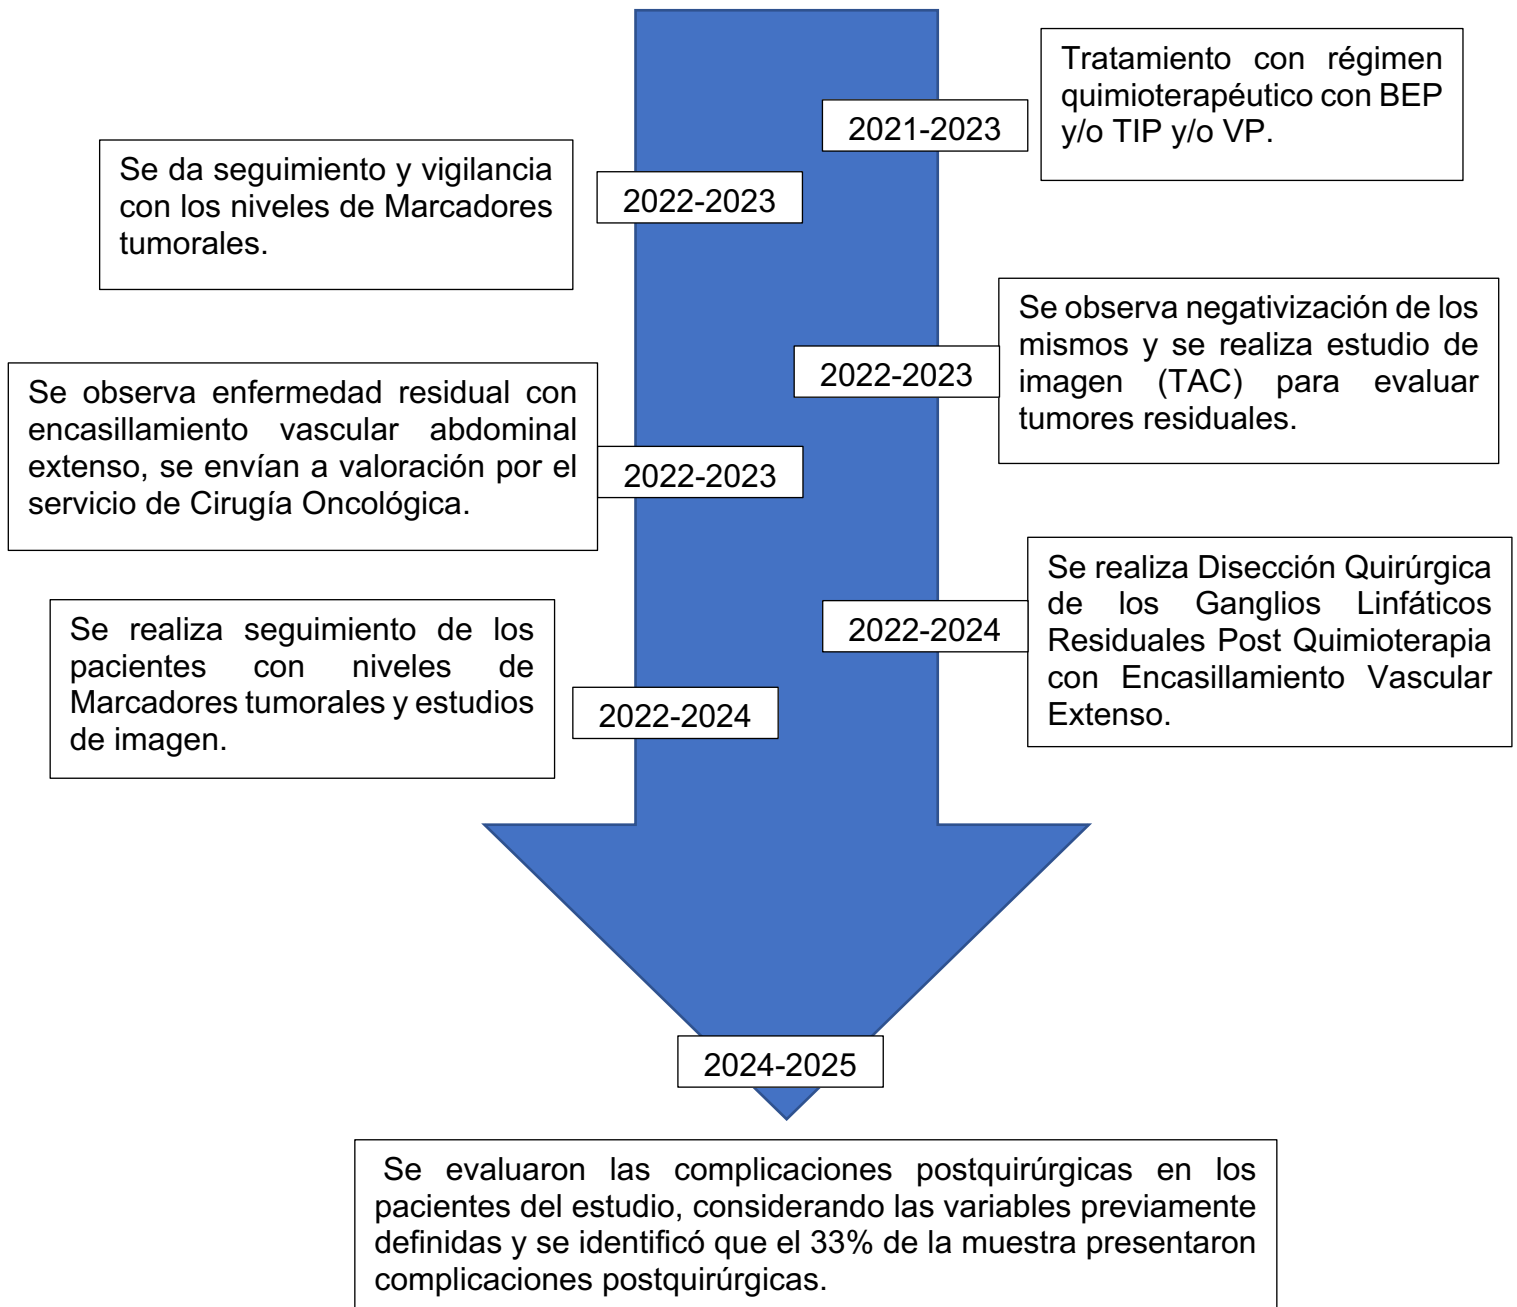 2021-2023
Tratamiento con régimen
quimioterapéutico con BEP
y/o TIP y/o VP.
2022-2023
Se da seguimiento y vigilancia
con los niveles de Marcadores
tumorales.
2022-2023
Se observa negativización de los
mismos y se realiza estudio de
imagen (TAC) para evaluar
tumores residuales.
2022-2023
Se observa enfermedad residual con
encasillamiento vascular abdominal
extenso, se envían a valoración por el
servicio de Cirugía Oncológica.
2022-2024
Se realiza Disección Quirúrgica
de los Ganglios Linfáticos
Residuales Post Quimioterapia
con Encasillamiento Vascular
Extenso.
2022-2024
Se realiza seguimiento de los
pacientes con niveles de
Marcadores tumorales y estudios
de imagen.
2024-2025
Se evaluaron las complicaciones postquirúrgicas en los
pacientes del estudio, considerando las variables previamente
definidas y se identificó que el 33% de la muestra presentaron
complicaciones postquirúrgicas.